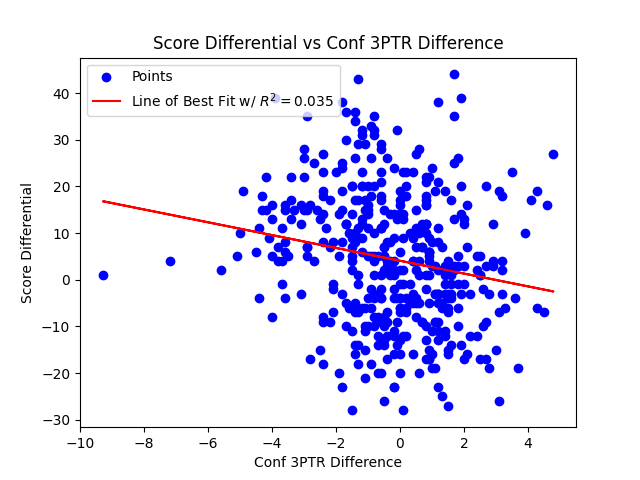 Score Differential vs Conf 3PTR Difference
Points
Line of Best Fit w/ $R^2 = 0.035$
Score Differential
40
30
20
10
0
−10
−20
−30
−10 −8 −6 −4 −2 0 2 4
Conf 3PTR Difference